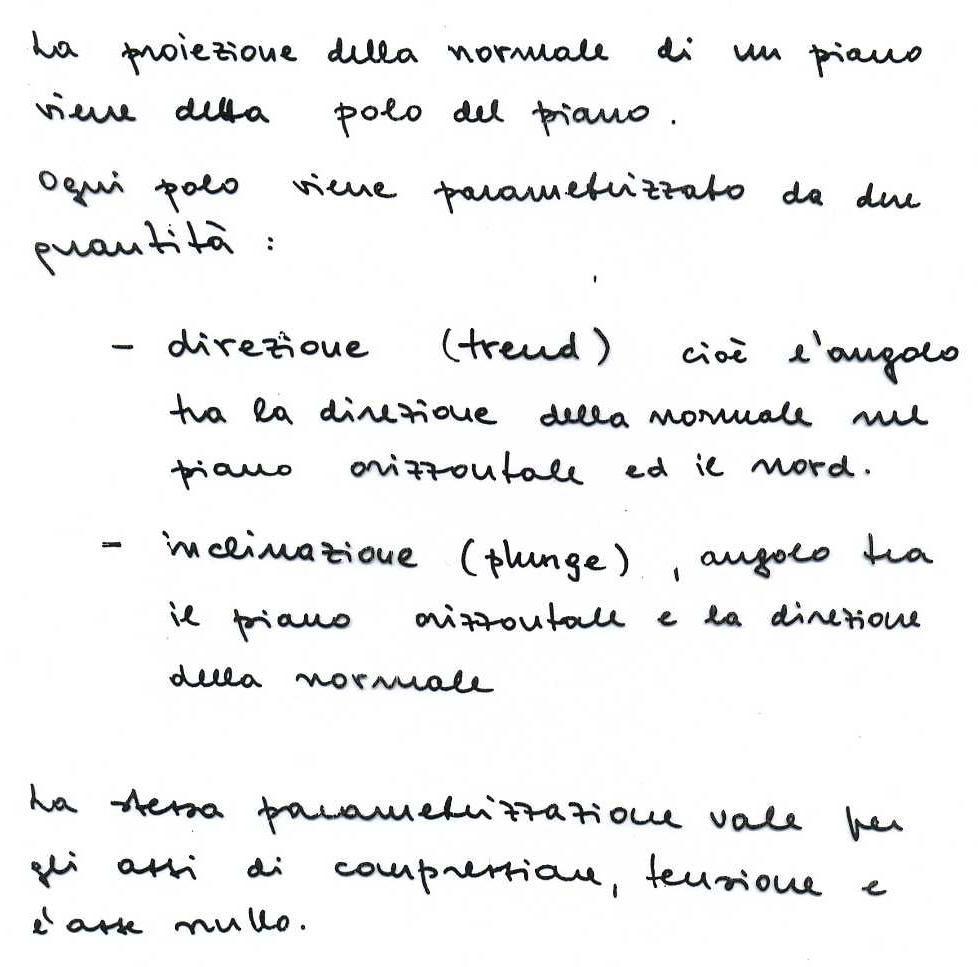 La proiezione della normale di un piano
viene detta polo del piano.
Ogni polo viene parametrizzato da due
quantità :
- direzione (trend) cioè l'angolo
tra la direzione della normale nel
piano orizzontale ed il nord.
- inclinazione (plunge) , angolo tra
il piano orizzontale e la direzione
della normale
La stessa parametrizzazione vale per
gli assi di compressione, tensione e
l'asse nullo.